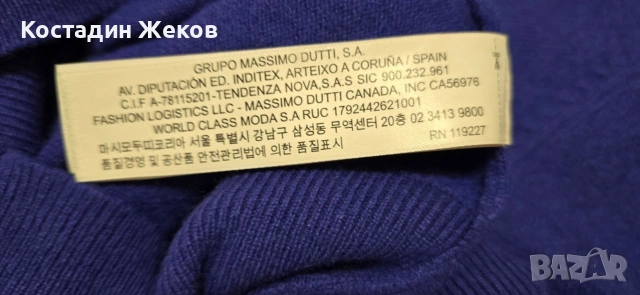 Костадин Жеков
GRUPO MASSIMO DUTTI, S.A.
AV. DIPUTACIÓN ED. INDITEX, ARTEIXO A CORUÑA / SPAIN
C.I.F A-78115201-TENDENZA NOVA,S.A.S SIC 900.232.961
FASHION LOGISTICS LLC - MASSIMO DUTTI CANADA, INC CA56976
WORLD CLASS MODA S.A RUC 1792442621001
마시모두띠코리아 서울 특별시 강남구 삼성동 무역센터 20층 02 3413 9800
품질경영 및 공산품 안전관리법에 의한 품질표시
RN 119227
BAZAR